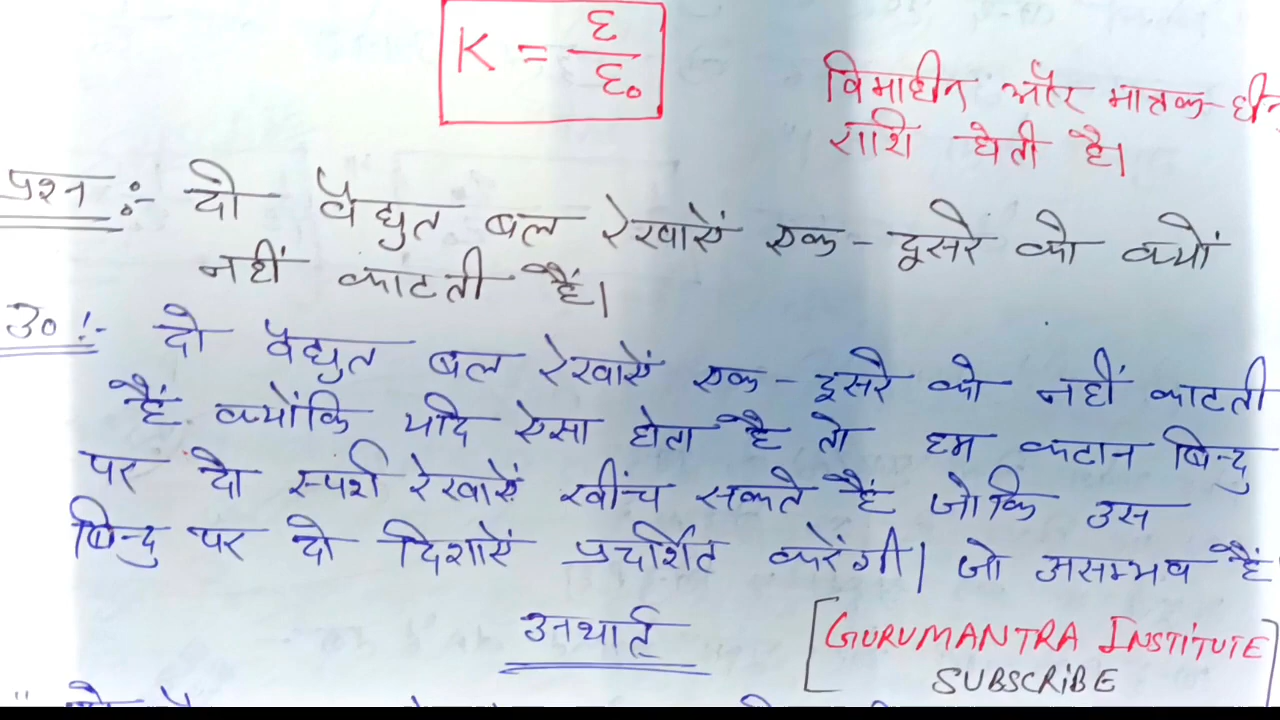 K = ε/ε₀
विमाहीन और मात्रक-हीन
राशि होती है।
प्रश्न :- दो वैद्युत बल रेखाएें एक-दूसरे को क्यों
नहीं काटती हैं।
उ० :- दो वैद्युत बल रेखाएें एक-दूसरे को नहीं काटती
हैं क्योंकि यदि ऐसा होता है तो हम कटान बिन्दु
पर दो स्पर्श रेखाएें खींच सकते हैं जोकि उस
बिन्दु पर दो दिशाएें प्रदर्शित करेंगी। जो असम्भव है
अर्थात्
[GURUMANTRA INSTITUTE]
SUBSCRIBE